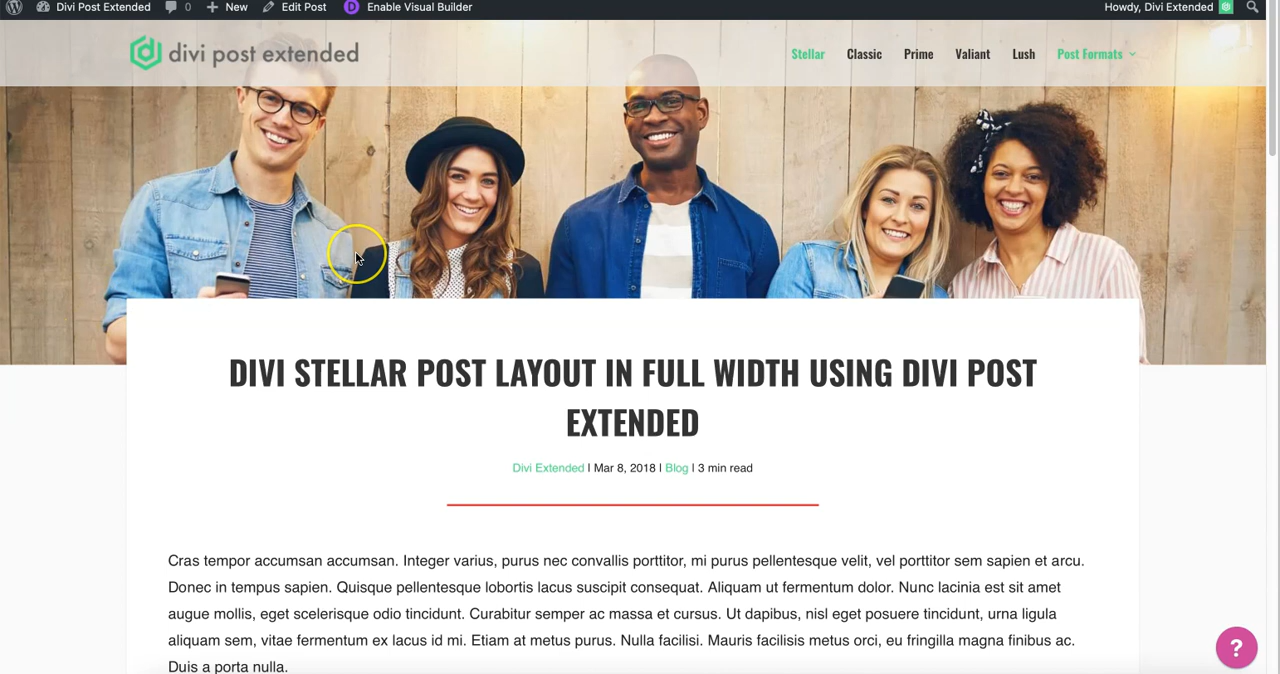 Divi Post Extended 0 New Edit Post D Enable Visual Builder Howdy, Divi Extended
divi post extended Stellar Classic Prime Valiant Lush Post Formats
DIVI STELLAR POST LAYOUT IN FULL WIDTH USING DIVI POST
EXTENDED
Divi Extended | Mar 8, 2018 | Blog | 3 min read
Cras tempor accumsan accumsan. Integer varius, purus nec convallis porttitor, mi purus pellentesque velit, vel porttitor sem sapien et arcu.
Donec in tempus sapien. Quisque pellentesque lobortis lacus suscipit consequat. Aliquam ut fermentum dolor. Nunc lacinia est sit amet
augue mollis, eget scelerisque odio tincidunt. Curabitur semper ac massa et cursus. Ut dapibus, nisl eget posuere tincidunt, urna ligula
aliquam sem, vitae fermentum ex lacus id mi. Etiam at metus purus. Nulla facilisi. Mauris facilisis metus orci, eu fringilla magna finibus ac.
Duis a porta nulla.
?